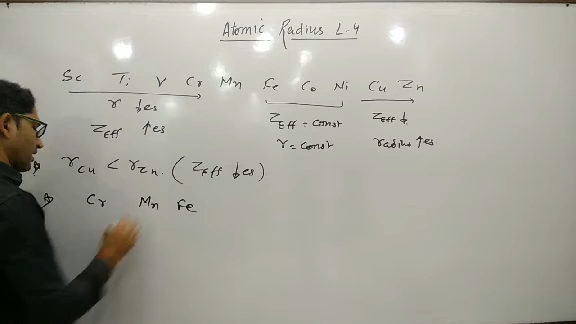 Atomic Radius L.4
Sc Ti V Cr Mn Fe Co Ni Cu Zn
r ↓es
Zeff ↑es
ZEff = const
r = const
Zeff ↓
radius ↑es
rCu < rZn. (Zeff ↓es)
Cr Mn Fe